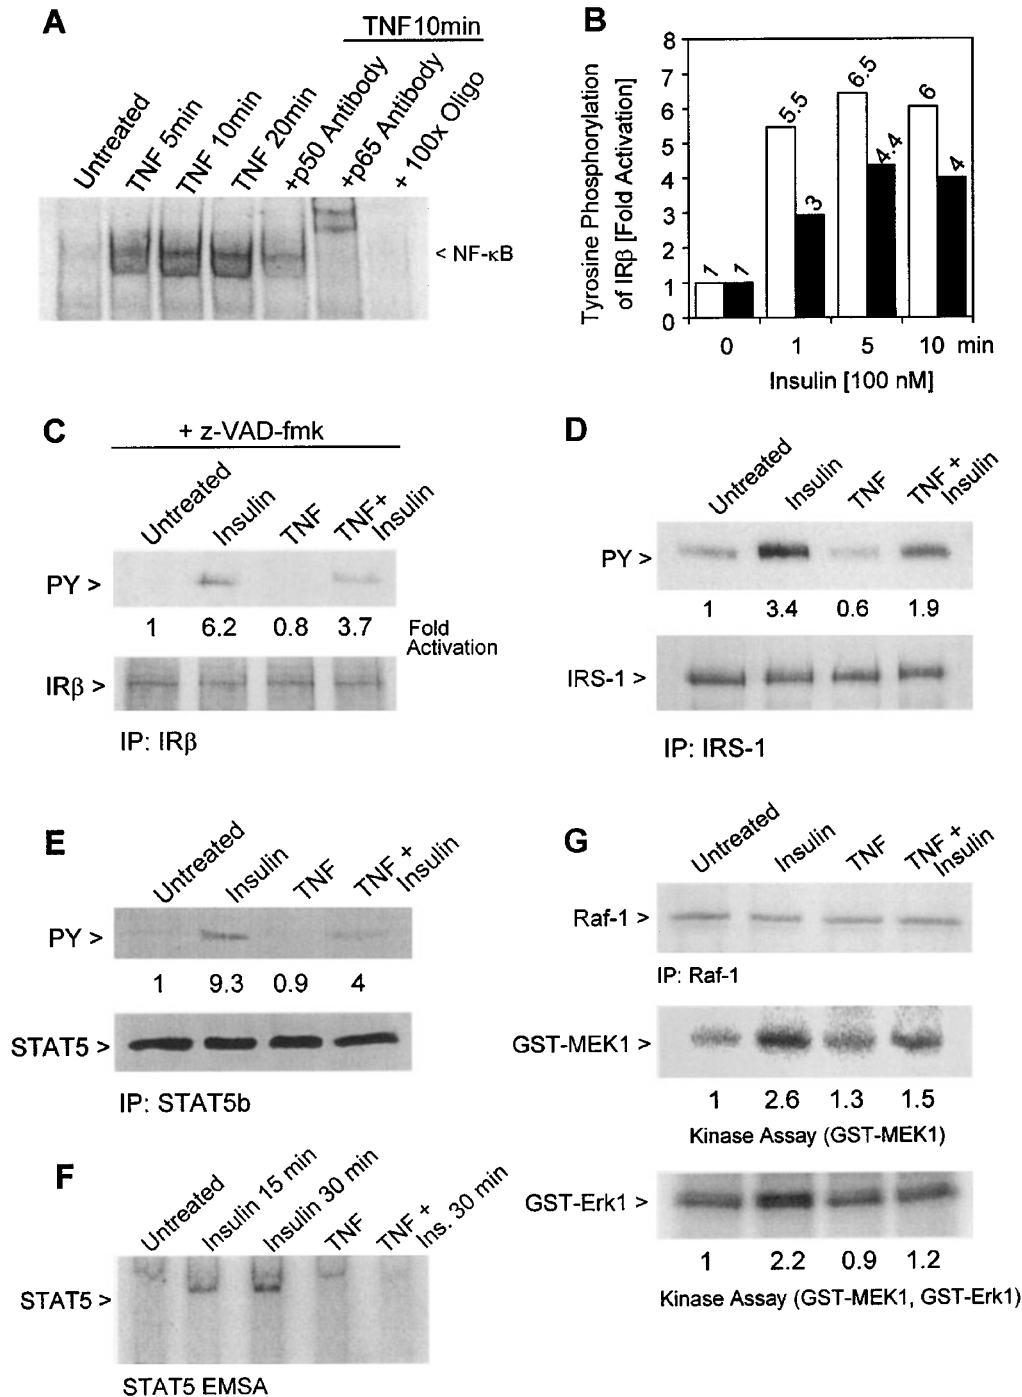 A
TNF10min
Untreated
TNF 5min
TNF 10min
TNF 20min
+p50 Antibody
+p65 Antibody
+ 100x Oligo
< NF-κB
B
Tyrosine Phosphorylation
of IRβ [Fold Activation]
8
7
6
5
4
3
2
1
0
1
1
5.5
3
6.5
4.4
6
4
0 1 5 10 min
Insulin [100 nM]
C
+ z-VAD-fmk
Untreated
Insulin
TNF
TNF+
Insulin
PY >
1 6.2 0.8 3.7
Fold
Activation
IRβ >
IP: IRβ
D
Untreated
Insulin
TNF
TNF +
Insulin
PY >
1 3.4 0.6 1.9
IRS-1 >
IP: IRS-1
E
Untreated
Insulin
TNF
TNF +
Insulin
PY >
1 9.3 0.9 4
STAT5 >
IP: STAT5b
F
Untreated
Insulin 15 min
Insulin 30 min
TNF
TNF +
Ins. 30 min
STAT5 >
STAT5 EMSA
G
Untreated
Insulin
TNF
TNF +
Insulin
Raf-1 >
IP: Raf-1
GST-MEK1 >
1 2.6 1.3 1.5
Kinase Assay (GST-MEK1)
GST-Erk1 >
1 2.2 0.9 1.2
Kinase Assay (GST-MEK1, GST-Erk1)